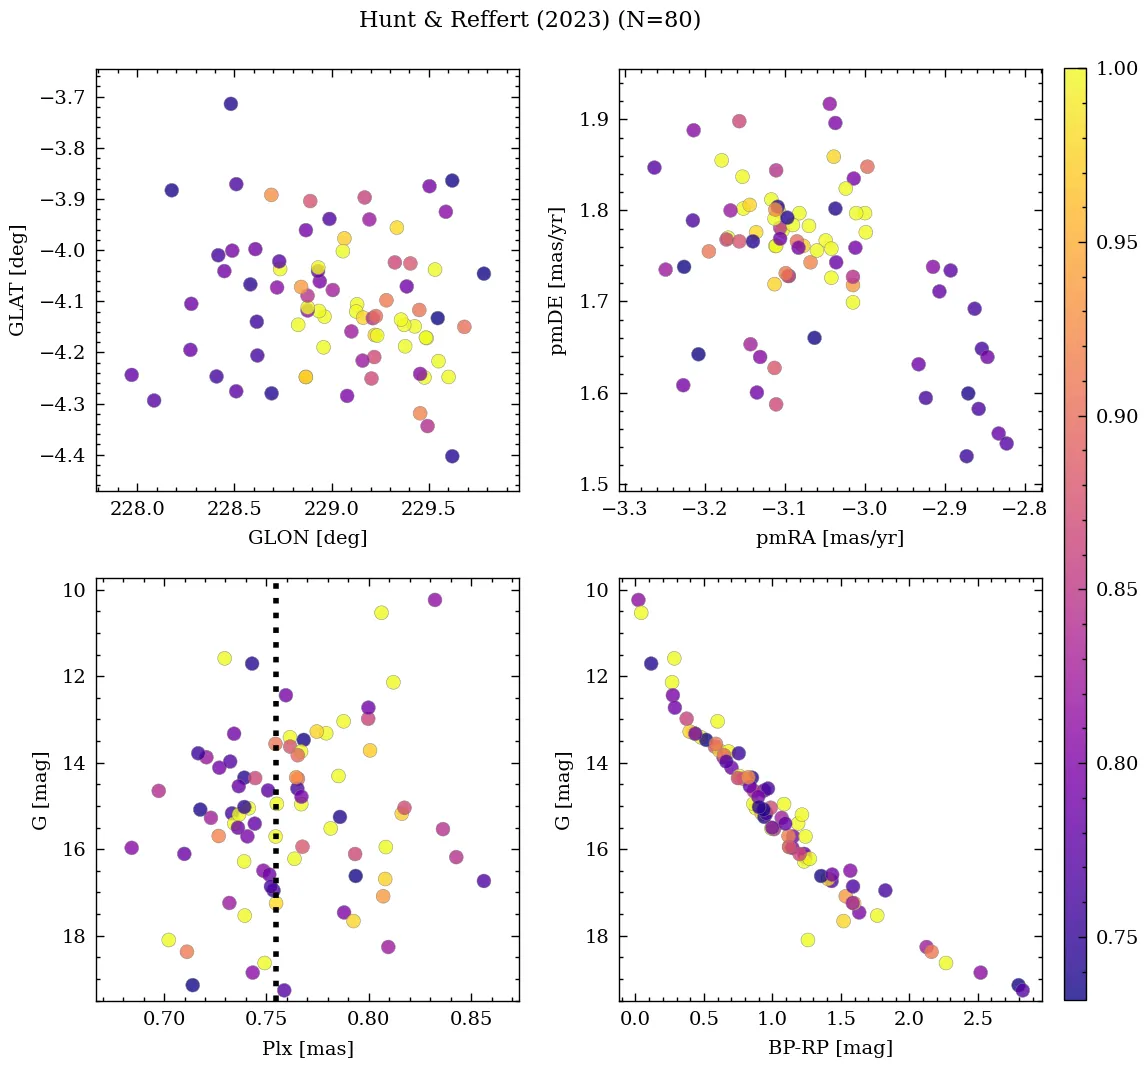 Hunt & Reffert (2023) (N=80)
−3.7
−3.8
−3.9
−4.0
−4.1
−4.2
−4.3
−4.4
GLAT [deg]
228.0 228.5 229.0 229.5
GLON [deg]
1.9
1.8
1.7
1.6
1.5
pmDE [mas/yr]
−3.3 −3.2 −3.1 −3.0 −2.9 −2.8
pmRA [mas/yr]
10
12
14
16
18
G [mag]
0.70 0.75 0.80 0.85
Plx [mas]
10
12
14
16
18
G [mag]
0.0 0.5 1.0 1.5 2.0 2.5
BP-RP [mag]
1.00
0.95
0.90
0.85
0.80
0.75